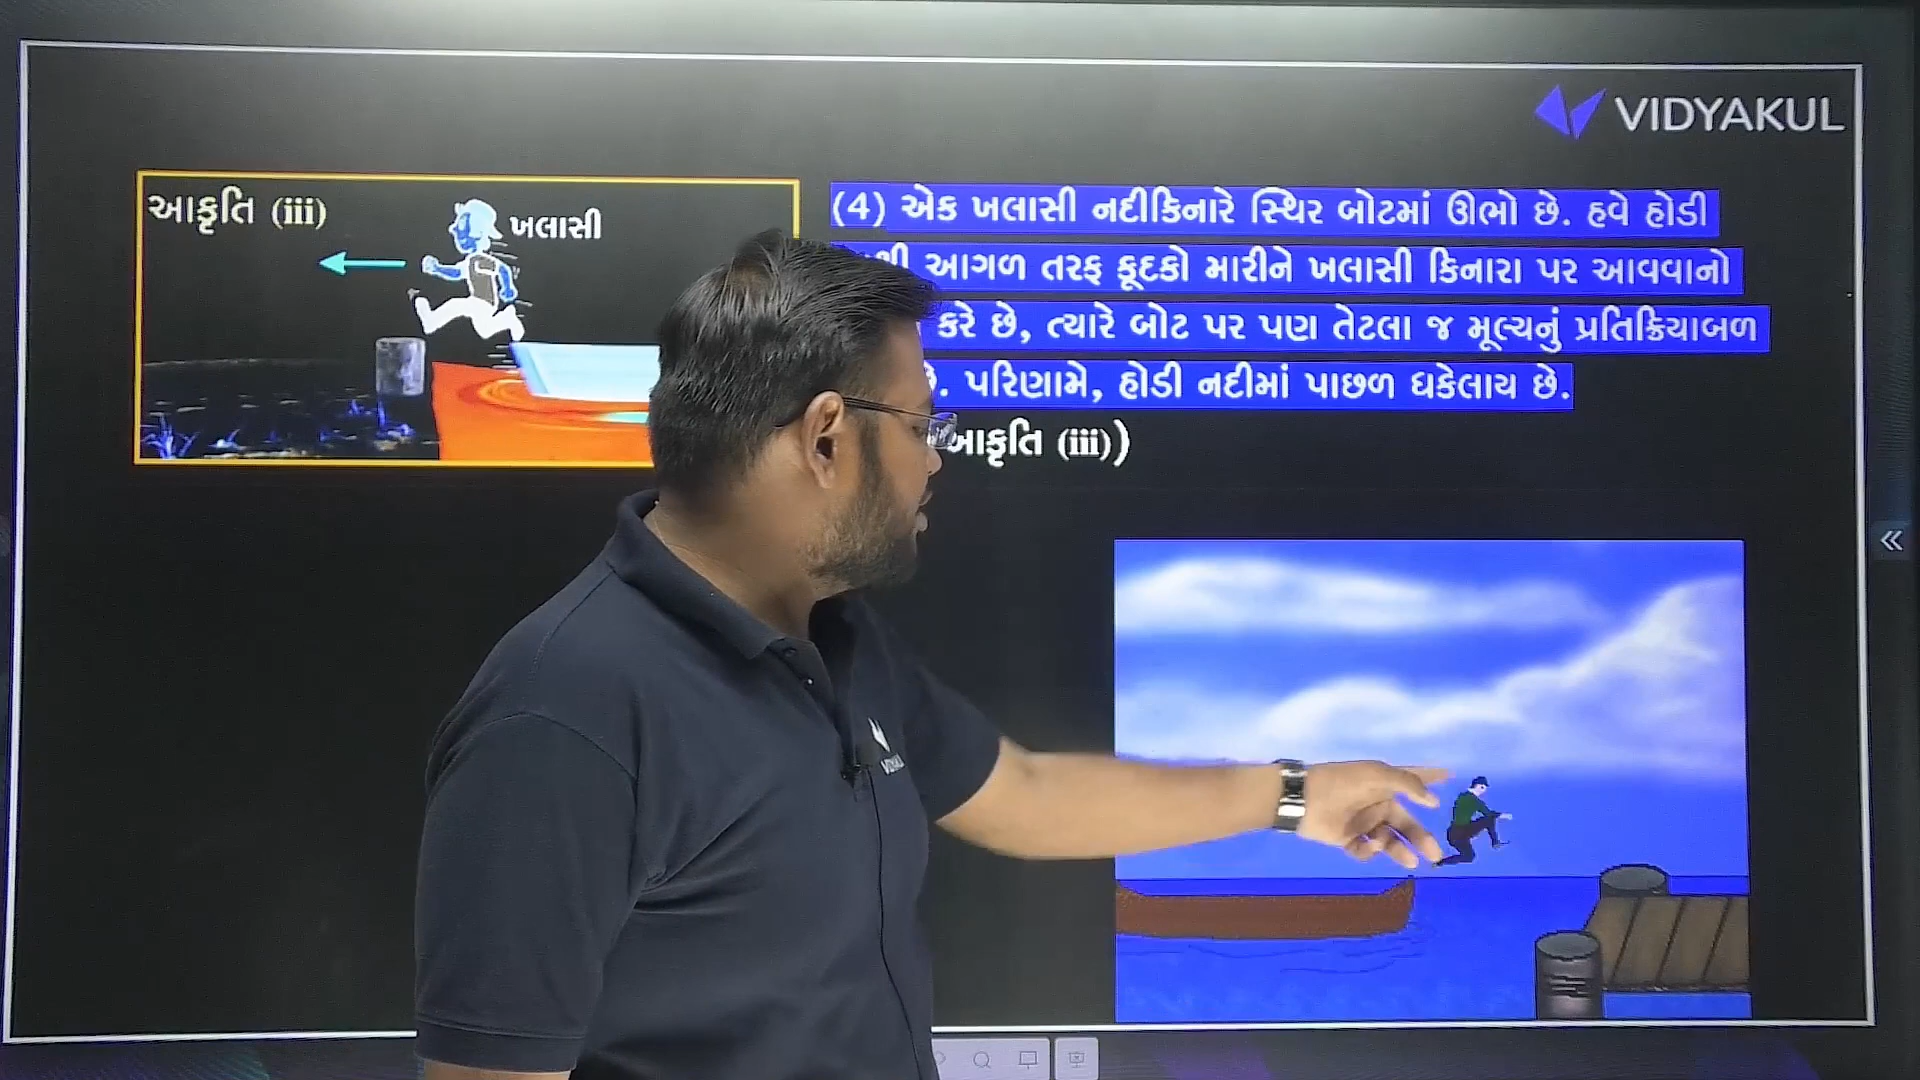 VIDYAKUL
આકૃતિ (iii)
ખલાસી
(4) એક ખલાસી નદીકિનારે સ્થિર બોટમાં ઊભો છે. હવે હોડી
આગળ તરફ કૂદકો મારીને ખલાસી કિનારા પર આવવાનો
કરે છે, ત્યારે બોટ પર પણ તેટલા જ મૂલ્યનું પ્રતિક્રિયાબળ
છે. પરિણામે, હોડી નદીમાં પાછળ ધકેલાય છે.
આકૃતિ (iii))